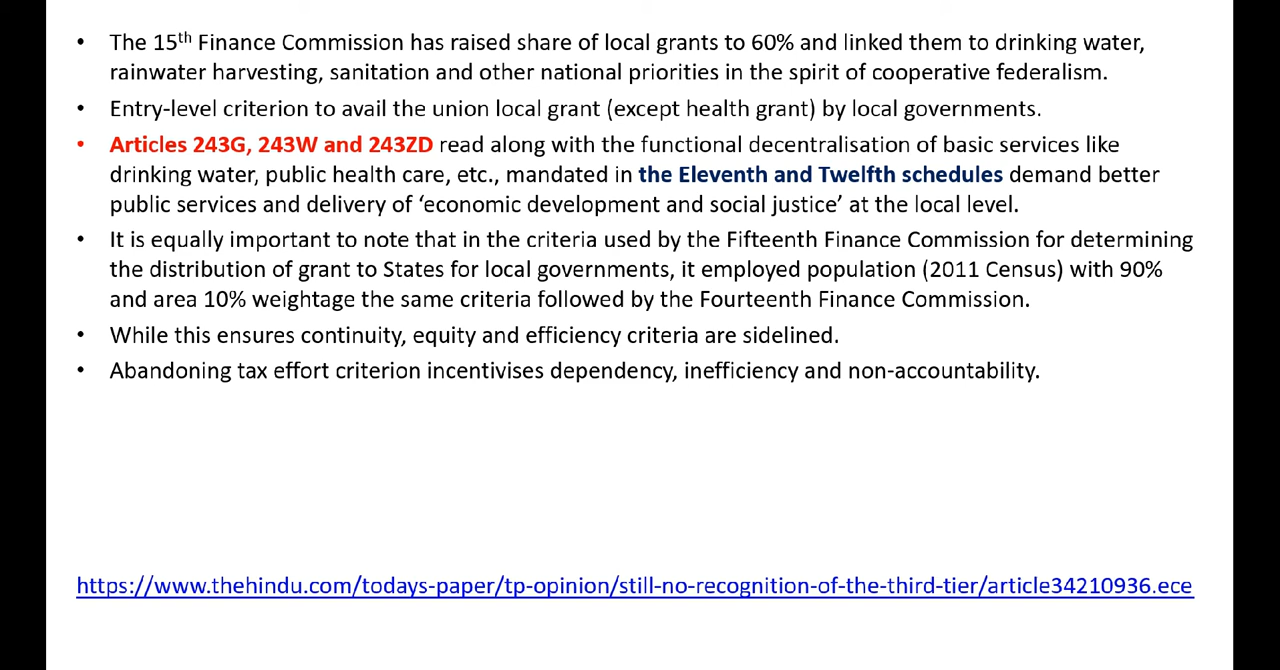 • The 15th Finance Commission has raised share of local grants to 60% and linked them to drinking water,
rainwater harvesting, sanitation and other national priorities in the spirit of cooperative federalism.
• Entry-level criterion to avail the union local grant (except health grant) by local governments.
• Articles 243G, 243W and 243ZD read along with the functional decentralisation of basic services like
drinking water, public health care, etc., mandated in the Eleventh and Twelfth schedules demand better
public services and delivery of ‘economic development and social justice’ at the local level.
• It is equally important to note that in the criteria used by the Fifteenth Finance Commission for determining
the distribution of grant to States for local governments, it employed population (2011 Census) with 90%
and area 10% weightage the same criteria followed by the Fourteenth Finance Commission.
• While this ensures continuity, equity and efficiency criteria are sidelined.
• Abandoning tax effort criterion incentivises dependency, inefficiency and non-accountability.
https://www.thehindu.com/todays-paper/tp-opinion/still-no-recognition-of-the-third-tier/article34210936.ece